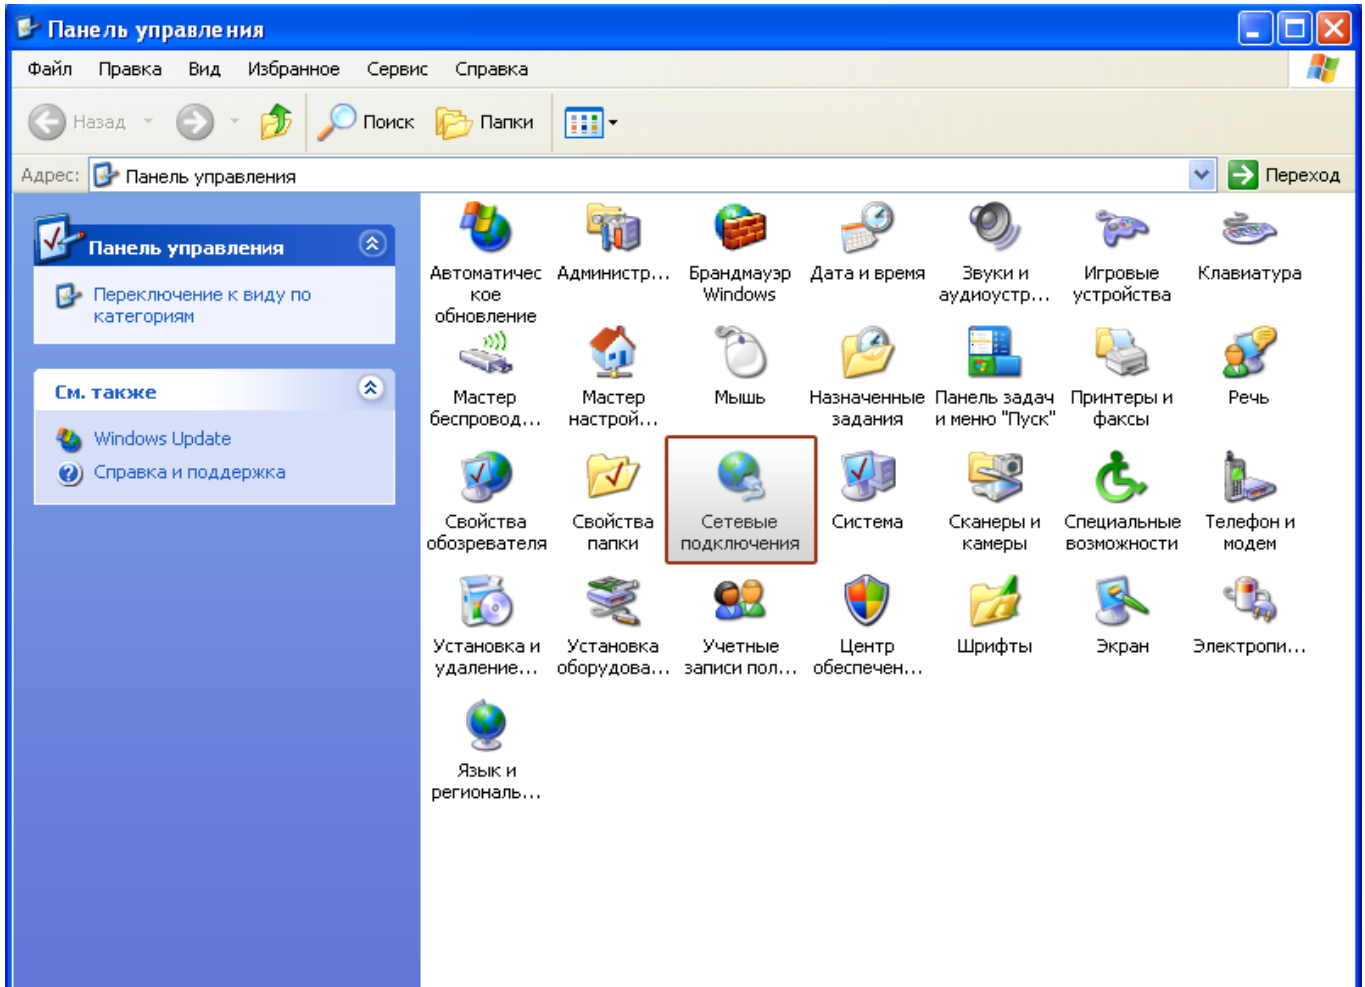 Панель управления
Файл Правка Вид Избранное Сервис Справка
Назад Поиск Папки
Адрес: Панель управления Переход
Панель управления
Переключение к виду по
категориям
См. также
Windows Update
Справка и поддержка
Автоматичес
кое
обновление
Администр...
Брандмауэр
Windows
Дата и время
Звуки и
аудиоустр...
Игровые
устройства
Клавиатура
Мастер
беспровод...
Мастер
настрой...
Мышь
Назначенные
задания
Панель задач
и меню "Пуск"
Принтеры и
факсы
Речь
Свойства
обозревателя
Свойства
папки
Сетевые
подключения
Система
Сканеры и
камеры
Специальные
возможности
Телефон и
модем
Установка и
удаление...
Установка
оборудова...
Учетные
записи пол...
Центр
обеспечен...
Шрифты
Экран
Электропи...
Язык и
региональ...